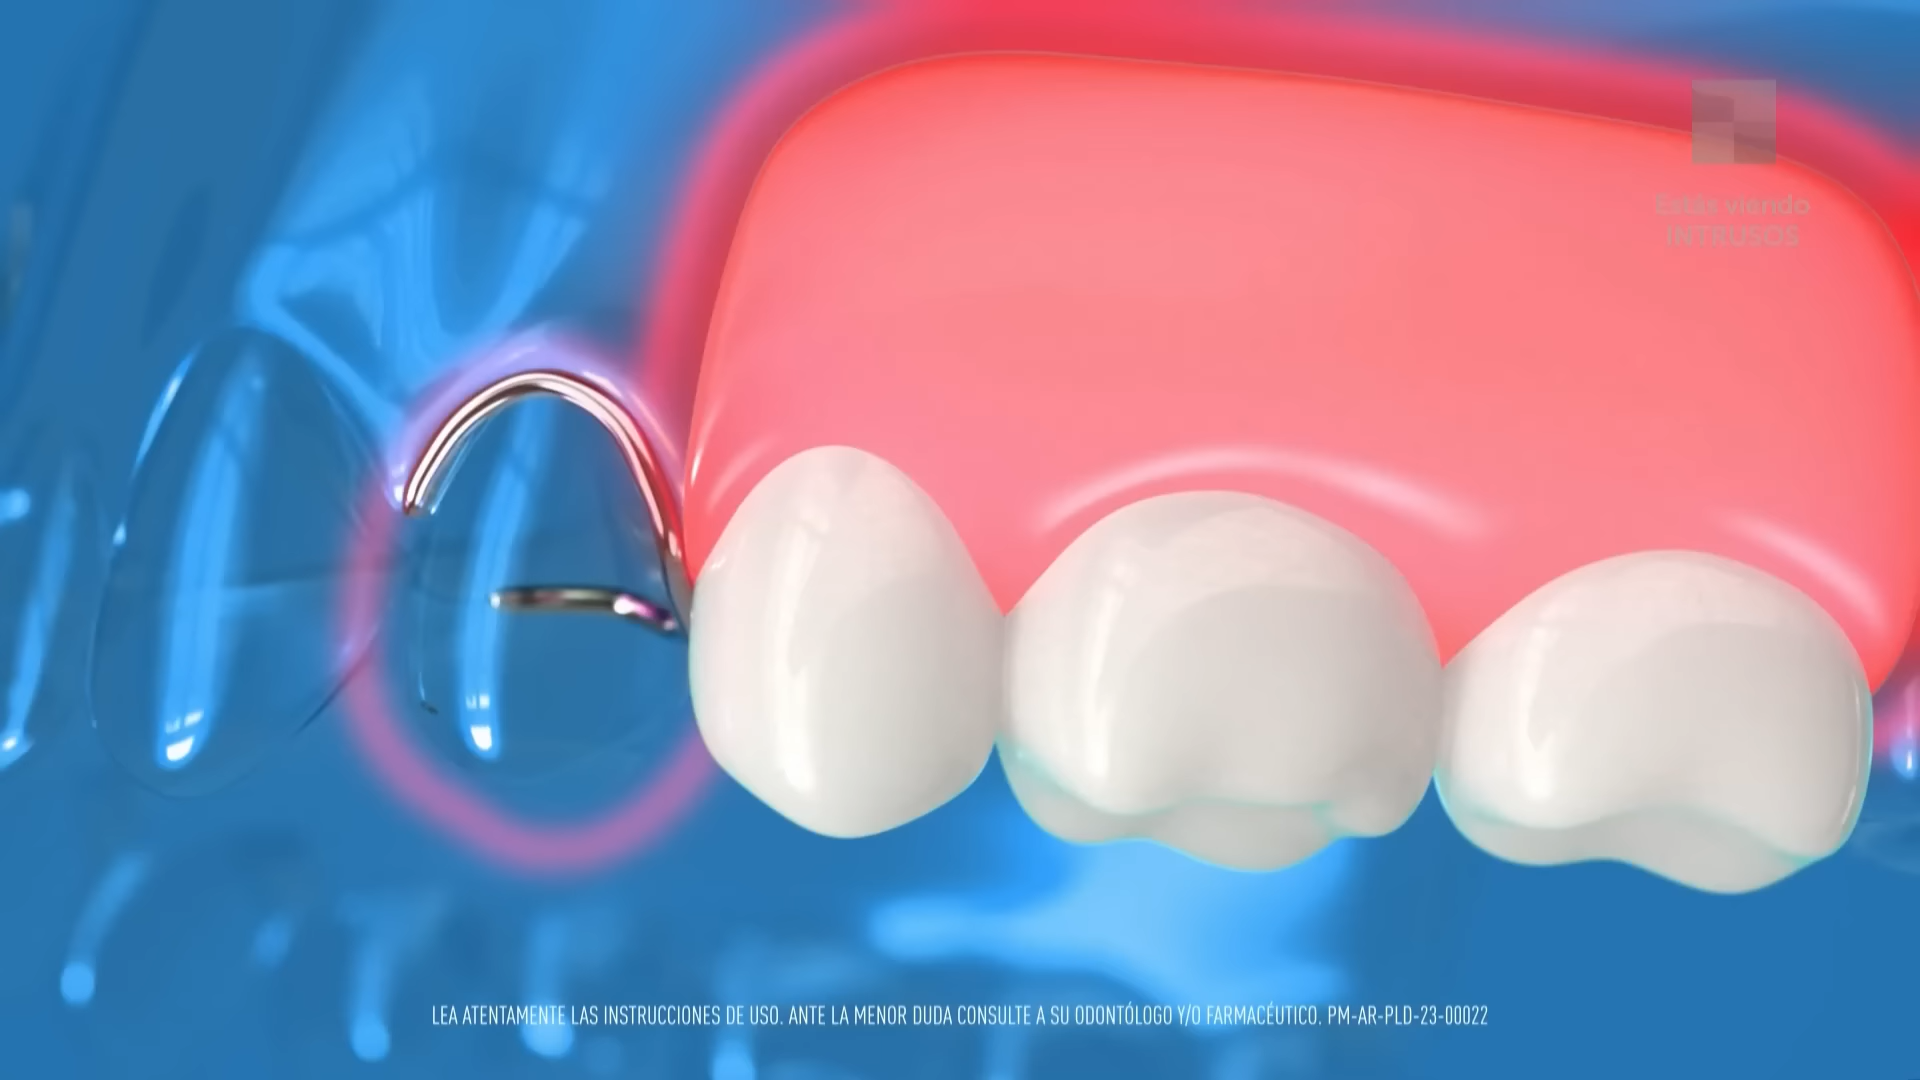 Estás viendo
INTRUSOS
LEA ATENTAMENTE LAS INSTRUCCIONES DE USO. ANTE LA MENOR DUDA CONSULTE A SU ODONTÓLOGO Y/O FARMACÉUTICO. PM-AR-PLD-23-00022